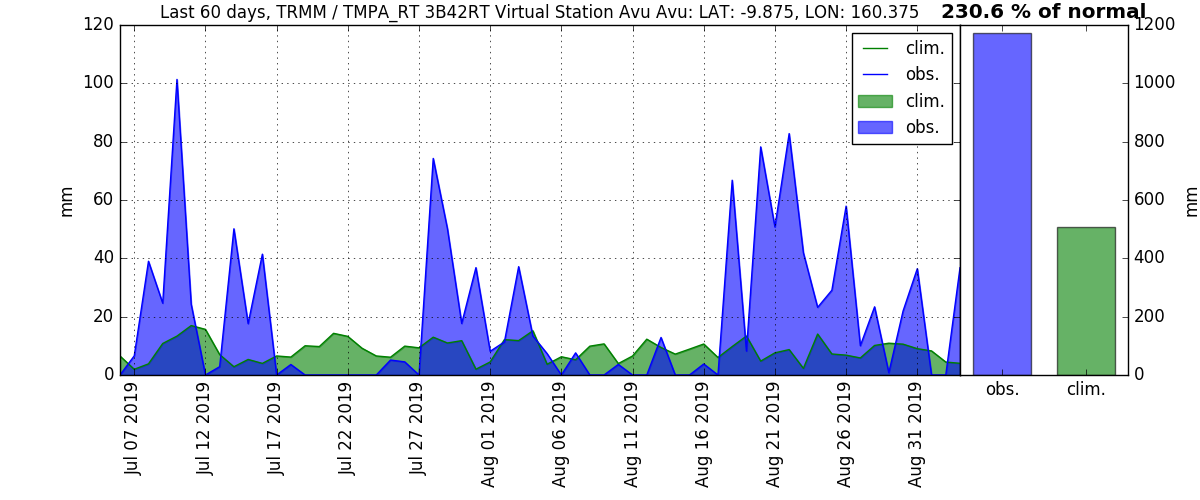 Last 60 days, TRMM / TMPA_RT 3B42RT Virtual Station Avu Avu: LAT: -9.875, LON: 160.375
230.6 % of normal
120
100
80
60
40
20
0
mm
clim.
obs.
clim.
obs.
1200
1000
800
600
400
200
0
mm
Jul 07 2019
Jul 12 2019
Jul 17 2019
Jul 22 2019
Jul 27 2019
Aug 01 2019
Aug 06 2019
Aug 11 2019
Aug 16 2019
Aug 21 2019
Aug 26 2019
Aug 31 2019
obs.
clim.